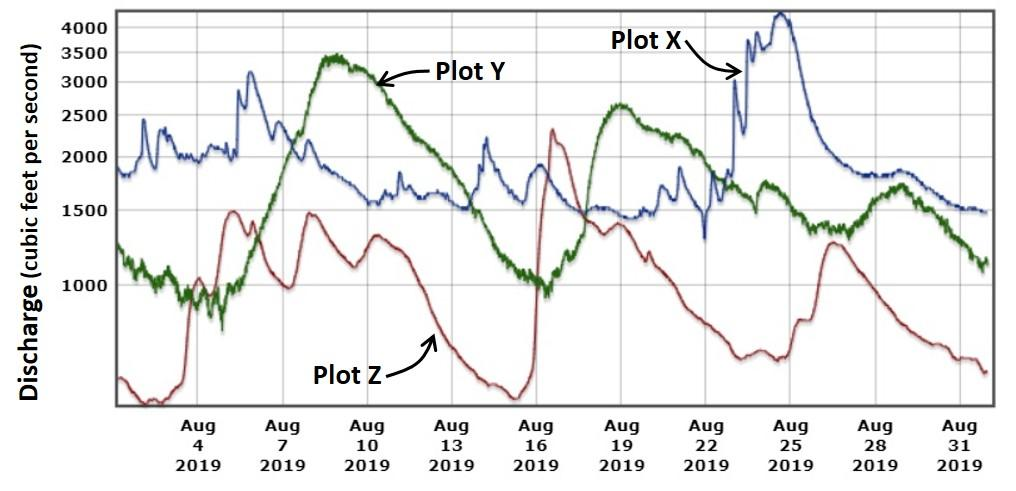 Discharge (cubic feet per second)
4000
3500
3000
2500
2000
1500
1000
Plot X
Plot Y
Plot Z
Aug Aug Aug Aug Aug Aug Aug Aug Aug Aug
4 7 10 13 16 19 22 25 28 31
2019 2019 2019 2019 2019 2019 2019 2019 2019 2019